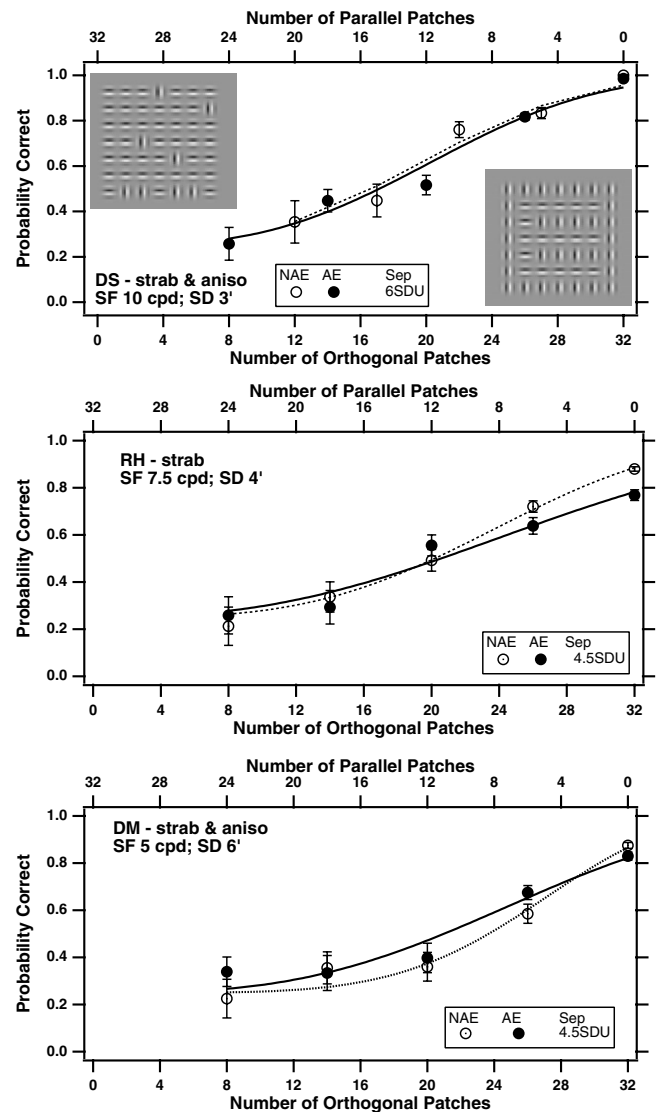 Number of Parallel Patches
32 28 24 20 16 12 8 4 0
1.0
0.8
0.6
0.4
0.2
0.0
Probability Correct
DS - strab & aniso
SF 10 cpd; SD 3'
NAE AE Sep
6SDU
0 4 8 12 16 20 24 28 32
Number of Orthogonal Patches
Number of Parallel Patches
32 28 24 20 16 12 8 4 0
1.0
0.8
0.6
0.4
0.2
0.0
Probability Correct
RH - strab
SF 7.5 cpd; SD 4'
NAE AE Sep
4.5SDU
0 4 8 12 16 20 24 28 32
Number of Orthogonal Patches
Number of Parallel Patches
32 28 24 20 16 12 8 4 0
1.0
0.8
0.6
0.4
0.2
0.0
Probability Correct
DM - strab & aniso
SF 5 cpd; SD 6'
NAE AE Sep
4.5SDU
0 4 8 12 16 20 24 28 32
Number of Orthogonal Patches